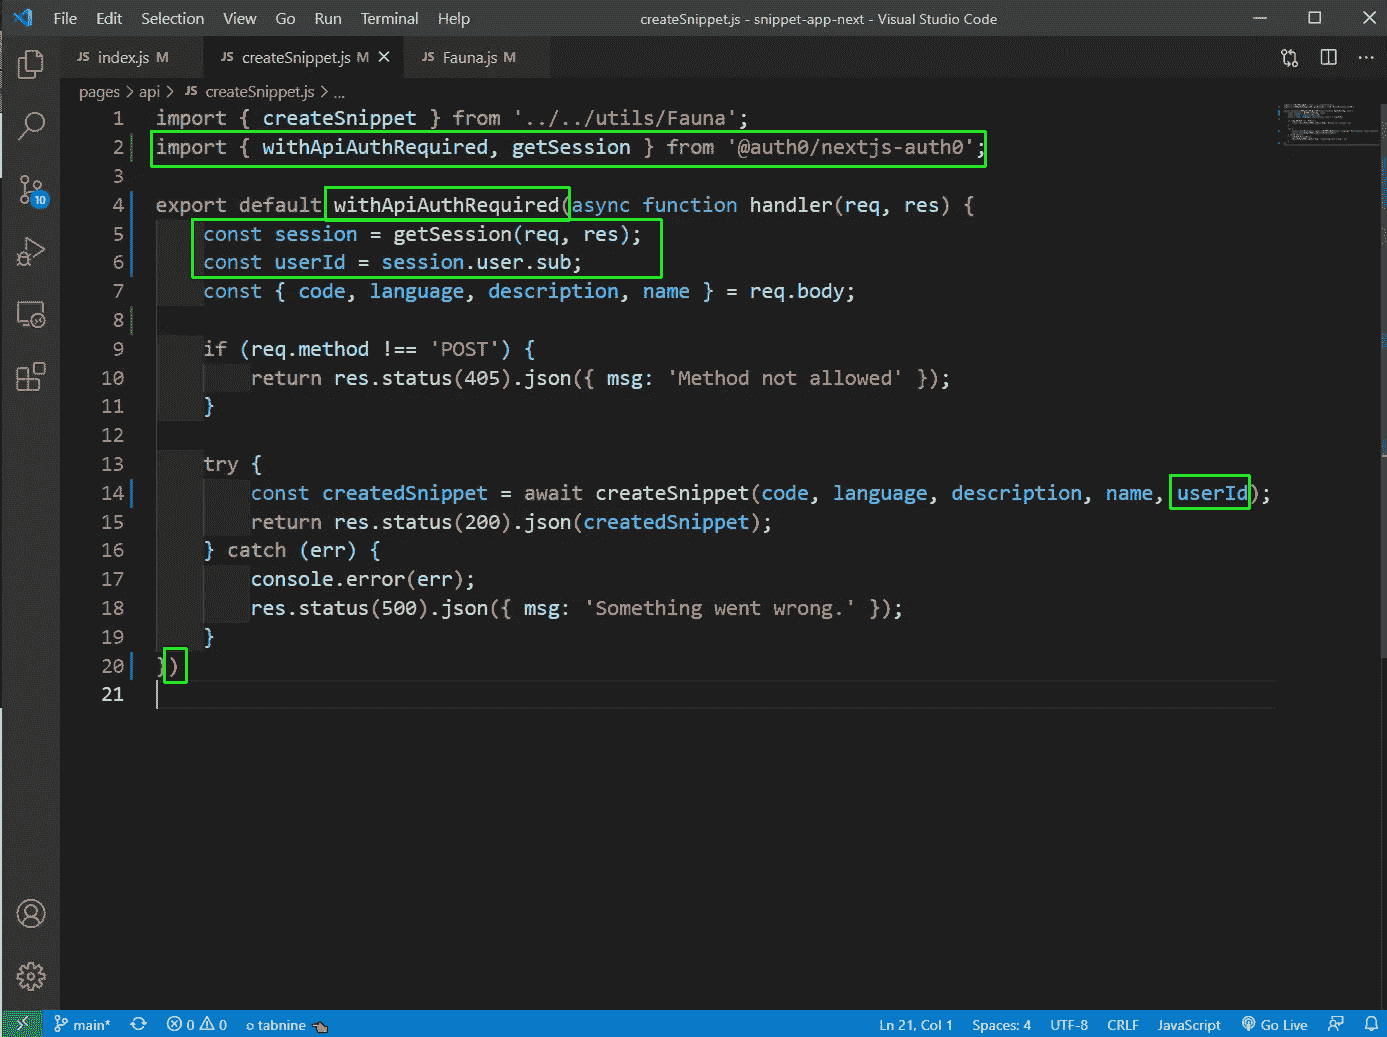 File Edit Selection View Go Run Terminal Help createSnippet.js - snippet-app-next - Visual Studio Code
JS index.js M JS createSnippet.js M JS Fauna.js M
pages > api > JS createSnippet.js > ...
1 import { createSnippet } from '../../utils/Fauna';
2 import { withApiAuthRequired, getSession } from '@auth0/nextjs-auth0';
3
4 export default withApiAuthRequired(async function handler(req, res) {
5 const session = getSession(req, res);
6 const userId = session.user.sub;
7 const { code, language, description, name } = req.body;
8
9 if (req.method !== 'POST') {
10 return res.status(405).json({ msg: 'Method not allowed' });
11 }
12
13 try {
14 const createdSnippet = await createSnippet(code, language, description, name, userId);
15 return res.status(200).json(createdSnippet);
16 } catch (err) {
17 console.error(err);
18 res.status(500).json({ msg: 'Something went wrong.' });
19 }
20 })
21
10
main* 0 0 tabnine Ln 21, Col 1 Spaces: 4 UTF-8 CRLF JavaScript Go Live